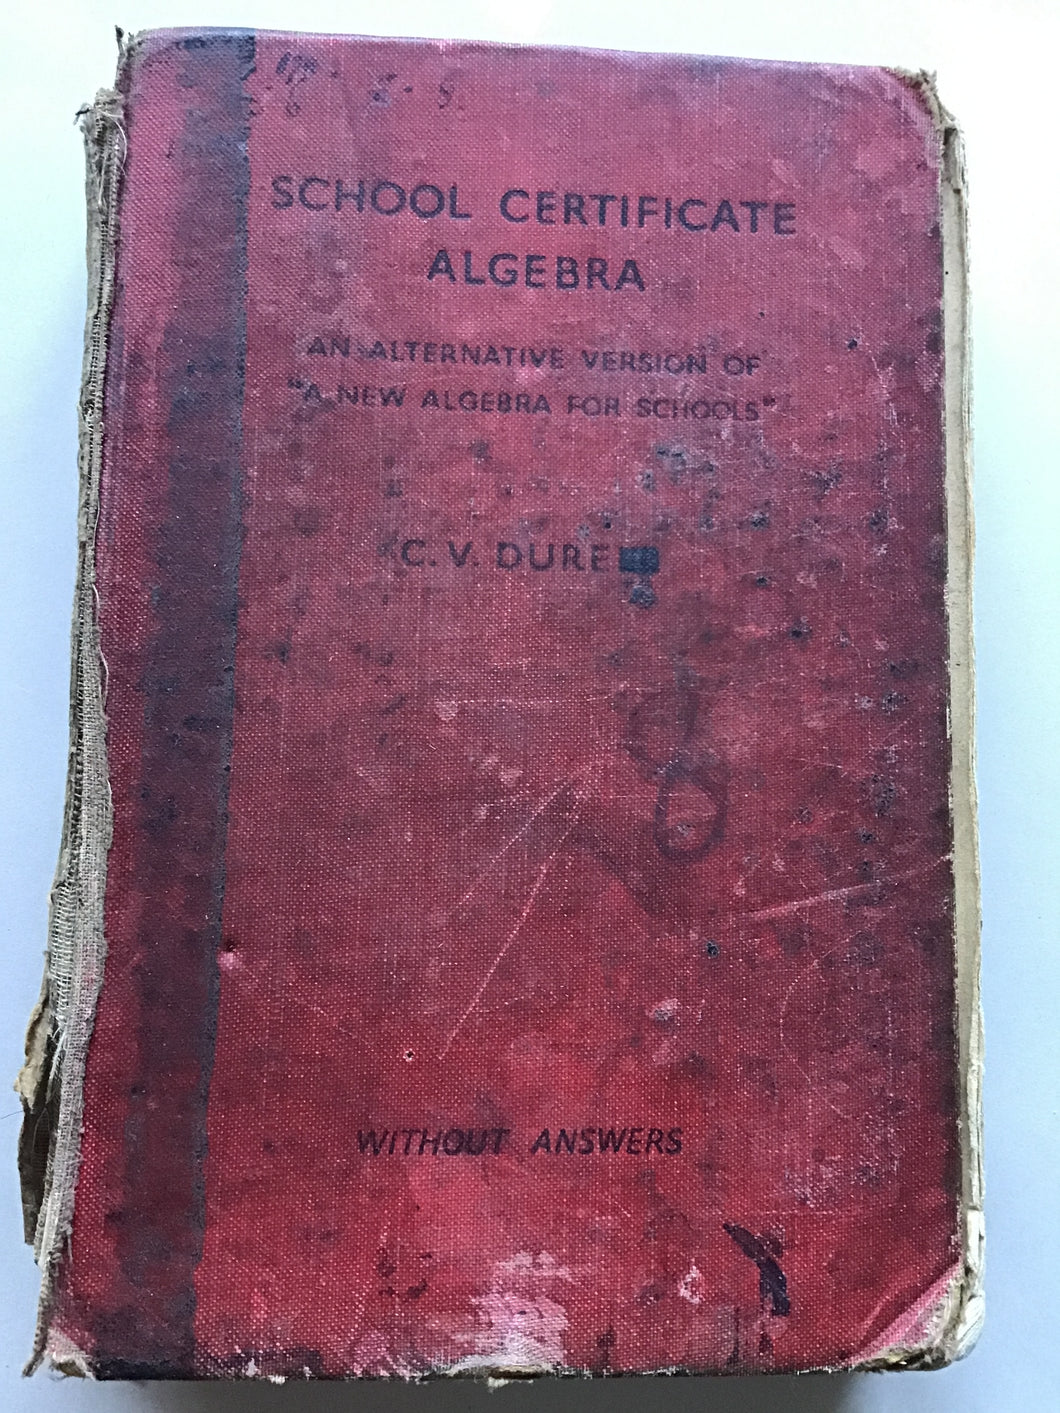 SCHOOL CERTIFICATE
ALGEBRA
AN ALTERNATIVE VERSION OF
"A NEW ALGEBRA FOR SCHOOLS"
C. V. DURE
WITHOUT ANSWERS